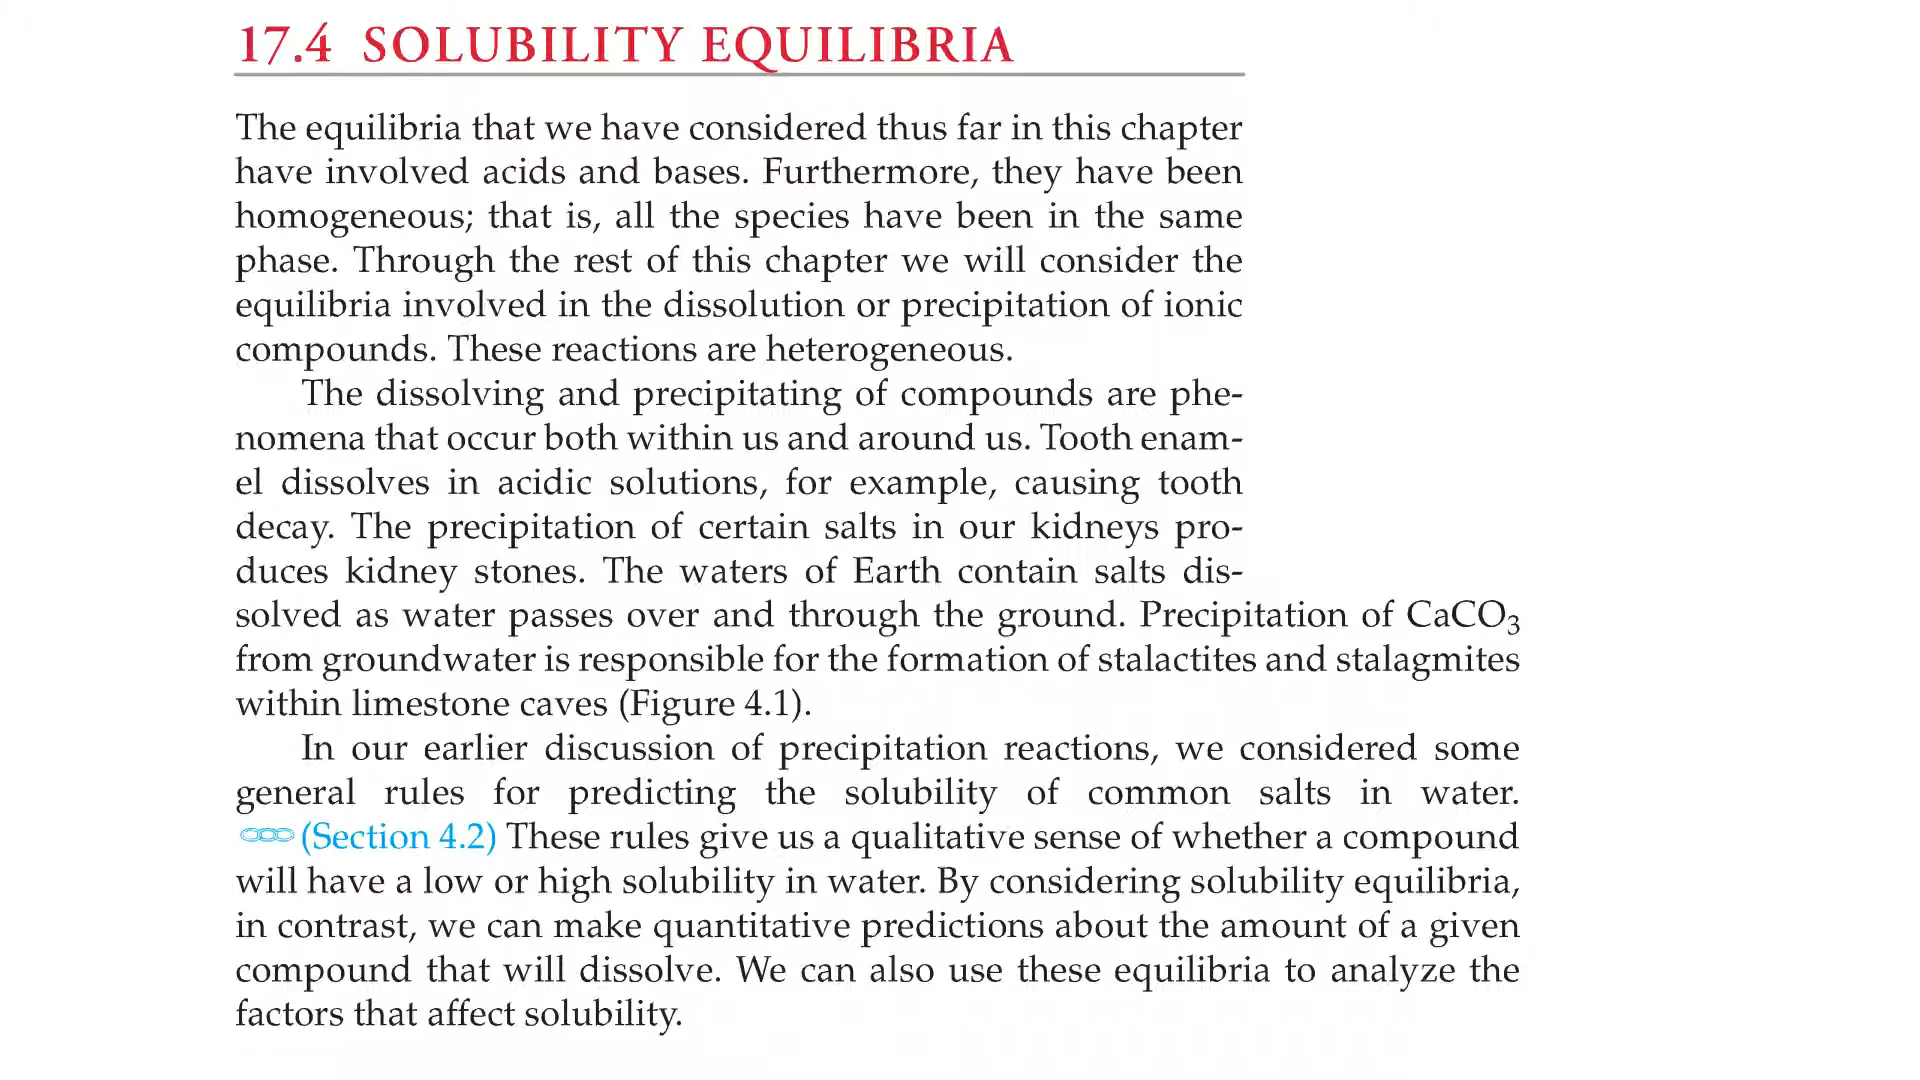 17.4 SOLUBILITY EQUILIBRIA
The equilibria that we have considered thus far in this chapter
have involved acids and bases. Furthermore, they have been
homogeneous; that is, all the species have been in the same
phase. Through the rest of this chapter we will consider the
equilibria involved in the dissolution or precipitation of ionic
compounds. These reactions are heterogeneous.
The dissolving and precipitating of compounds are phe-
nomena that occur both within us and around us. Tooth enam-
el dissolves in acidic solutions, for example, causing tooth
decay. The precipitation of certain salts in our kidneys pro-
duces kidney stones. The waters of Earth contain salts dis-
solved as water passes over and through the ground. Precipitation of CaCO₃
from groundwater is responsible for the formation of stalactites and stalagmites
within limestone caves (Figure 4.1).
In our earlier discussion of precipitation reactions, we considered some
general rules for predicting the solubility of common salts in water.
(Section 4.2) These rules give us a qualitative sense of whether a compound
will have a low or high solubility in water. By considering solubility equilibria,
in contrast, we can make quantitative predictions about the amount of a given
compound that will dissolve. We can also use these equilibria to analyze the
factors that affect solubility.